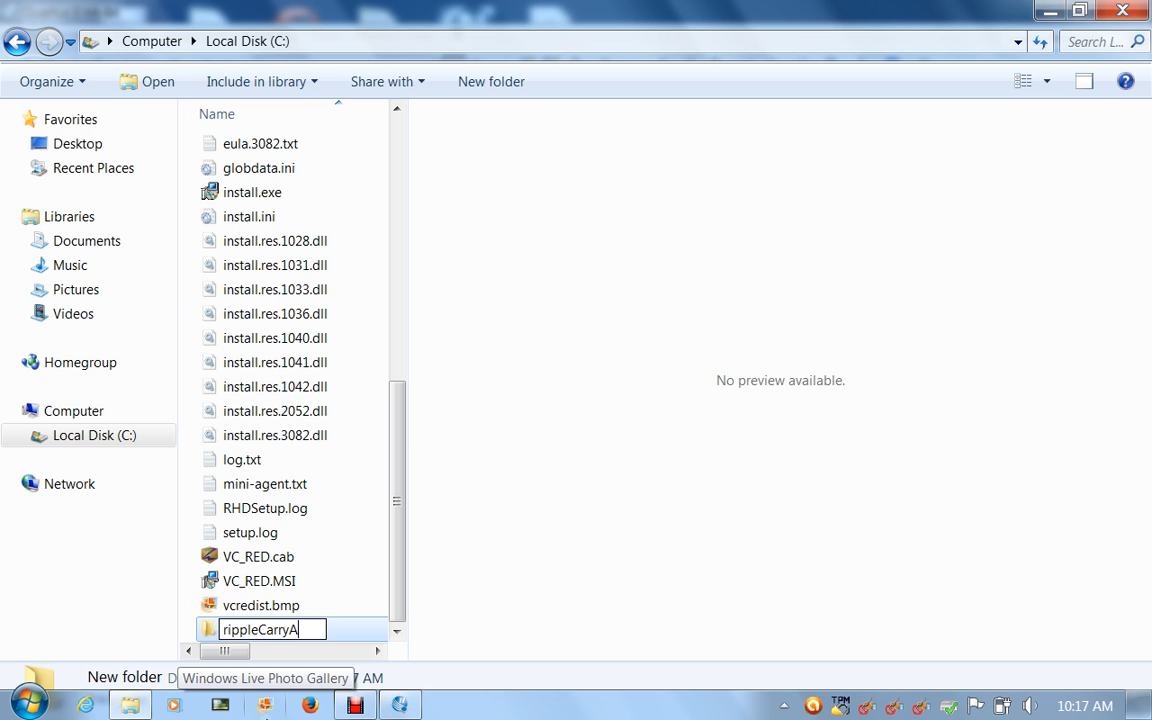 Computer Local Disk (C:) Search L...
Organize Open Include in library Share with New folder
Favorites
Desktop
Recent Places
Libraries
Documents
Music
Pictures
Videos
Homegroup
Computer
Local Disk (C:)
Network
Name
eula.3082.txt
globdata.ini
install.exe
install.ini
install.res.1028.dll
install.res.1031.dll
install.res.1033.dll
install.res.1036.dll
install.res.1040.dll
install.res.1041.dll
install.res.1042.dll
install.res.2052.dll
install.res.3082.dll
log.txt
mini-agent.txt
RHDSetup.log
setup.log
VC_RED.cab
VC_RED.MSI
vcredist.bmp
rippleCarryA
No preview available.
New folder D Windows Live Photo Gallery 7 AM
10:17 AM